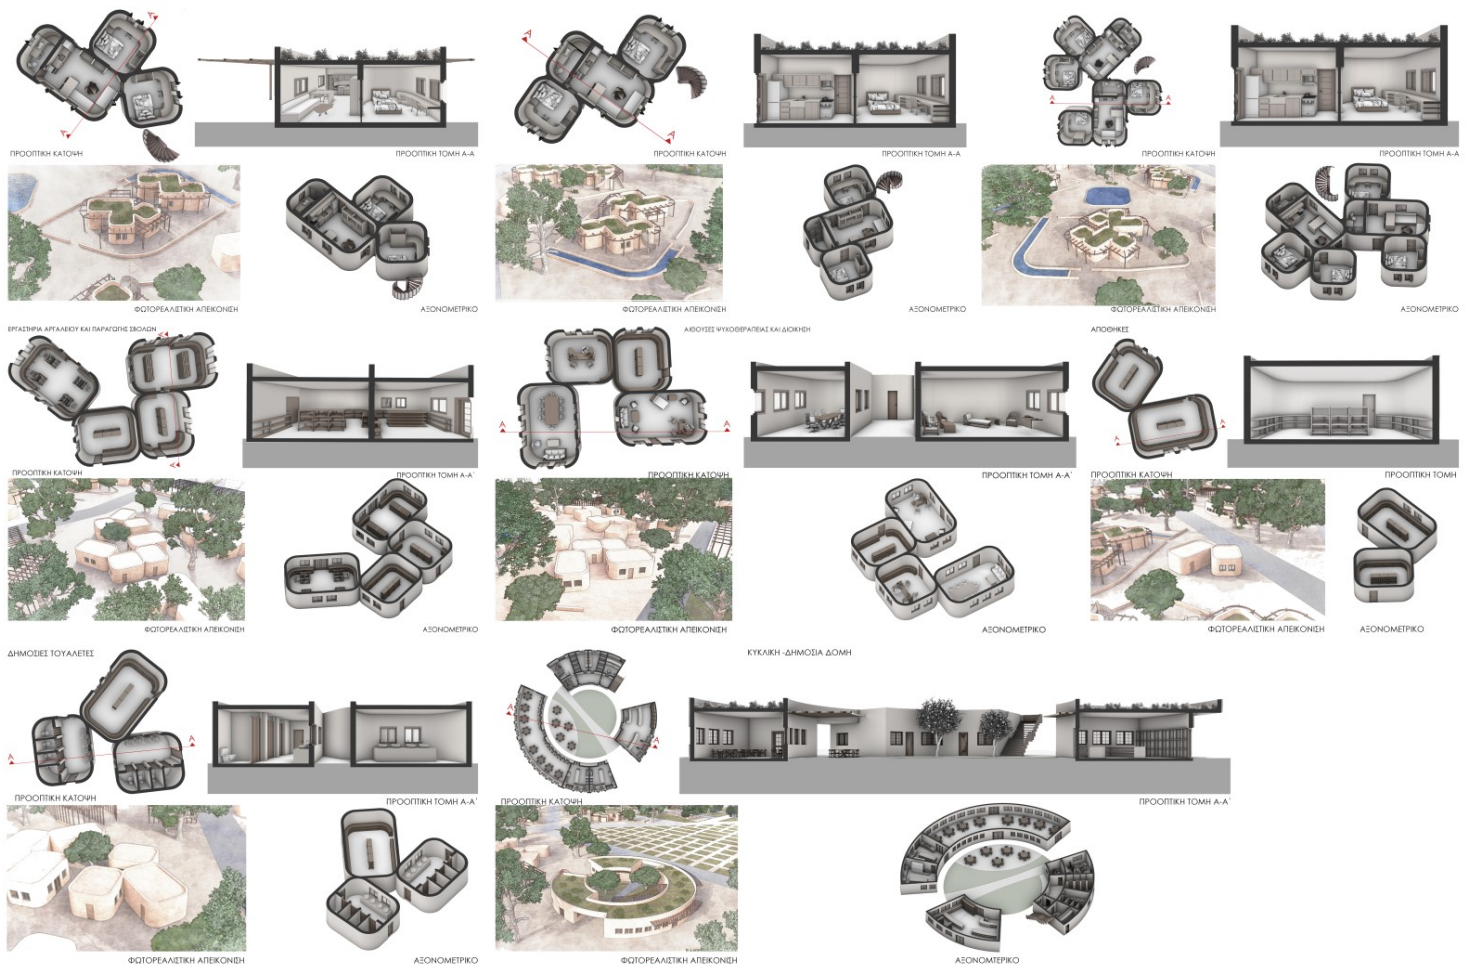 ΠΡΟΟΠΤΙΚΗ ΚΑΤΟΨΗ
ΠΡΟΟΠΤΙΚΗ ΤΟΜΗ Α-Α
ΠΡΟΟΠΤΙΚΗ ΚΑΤΟΨΗ
ΠΡΟΟΠΤΙΚΗ ΤΟΜΗ Α-Α
ΠΡΟΟΠΤΙΚΗ ΚΑΤΟΨΗ
ΠΡΟΟΠΤΙΚΗ ΤΟΜΗ Α-Α
ΦΩΤΟΡΕΑΛΙΣΤΙΚΗ ΑΠΕΙΚΟΝΙΣΗ
ΑΞΟΝΟΜΕΤΡΙΚΟ
ΦΩΤΟΡΕΑΛΙΣΤΙΚΗ ΑΠΕΙΚΟΝΙΣΗ
ΑΞΟΝΟΜΕΤΡΙΚΟ
ΦΩΤΟΡΕΑΛΙΣΤΙΚΗ ΑΠΕΙΚΟΝΙΣΗ
ΑΞΟΝΟΜΕΤΡΙΚΟ
ΕΡΓΑΣΤΗΡΙΑ ΑΡΓΑΛΕΙΟΥ ΚΑΙ ΠΑΡΑΓΩΓΗΣ ΣΒΟΛΩΝ
ΑΙΘΟΥΣΕΣ ΨΥΧΟΘΕΡΑΠΕΙΑΣ ΚΑΙ ΔΙΟΙΚΗΣΗ
ΑΠΟΘΗΚΕΣ
ΠΡΟΟΠΤΙΚΗ ΚΑΤΟΨΗ
ΠΡΟΟΠΤΙΚΗ ΤΟΜΗ Α-Α'
ΠΡΟΟΠΤΙΚΗ ΚΑΤΟΨΗ
ΠΡΟΟΠΤΙΚΗ ΤΟΜΗ Α-Α'
ΠΡΟΟΠΤΙΚΗ ΚΑΤΟΨΗ
ΠΡΟΟΠΤΙΚΗ ΤΟΜΗ
ΦΩΤΟΡΕΑΛΙΣΤΙΚΗ ΑΠΕΙΚΟΝΙΣΗ
ΑΞΟΝΟΜΕΤΡΙΚΟ
ΦΩΤΟΡΕΑΛΙΣΤΙΚΗ ΑΠΕΙΚΟΝΙΣΗ
ΑΞΟΝΟΜΕΤΡΙΚΟ
ΦΩΤΟΡΕΑΛΙΣΤΙΚΗ ΑΠΕΙΚΟΝΙΣΗ
ΑΞΟΝΟΜΕΤΡΙΚΟ
ΔΗΜΟΣΙΕΣ ΤΟΥΑΛΕΤΕΣ
ΚΥΚΛΙΚΗ -ΔΗΜΟΣΙΑ ΔΟΜΗ
ΠΡΟΟΠΤΙΚΗ ΚΑΤΟΨΗ
ΠΡΟΟΠΤΙΚΗ ΤΟΜΗ Α-Α'
ΠΡΟΟΠΤΙΚΗ ΚΑΤΟΨΗ
ΠΡΟΟΠΤΙΚΗ ΤΟΜΗ Α-Α'
ΦΩΤΟΡΕΑΛΙΣΤΙΚΗ ΑΠΕΙΚΟΝΙΣΗ
ΑΞΟΝΟΜΕΤΡΙΚΟ
ΦΩΤΟΡΕΑΛΙΣΤΙΚΗ ΑΠΕΙΚΟΝΙΣΗ
ΑΞΟΝΟΜΤΕΡΙΚΟ